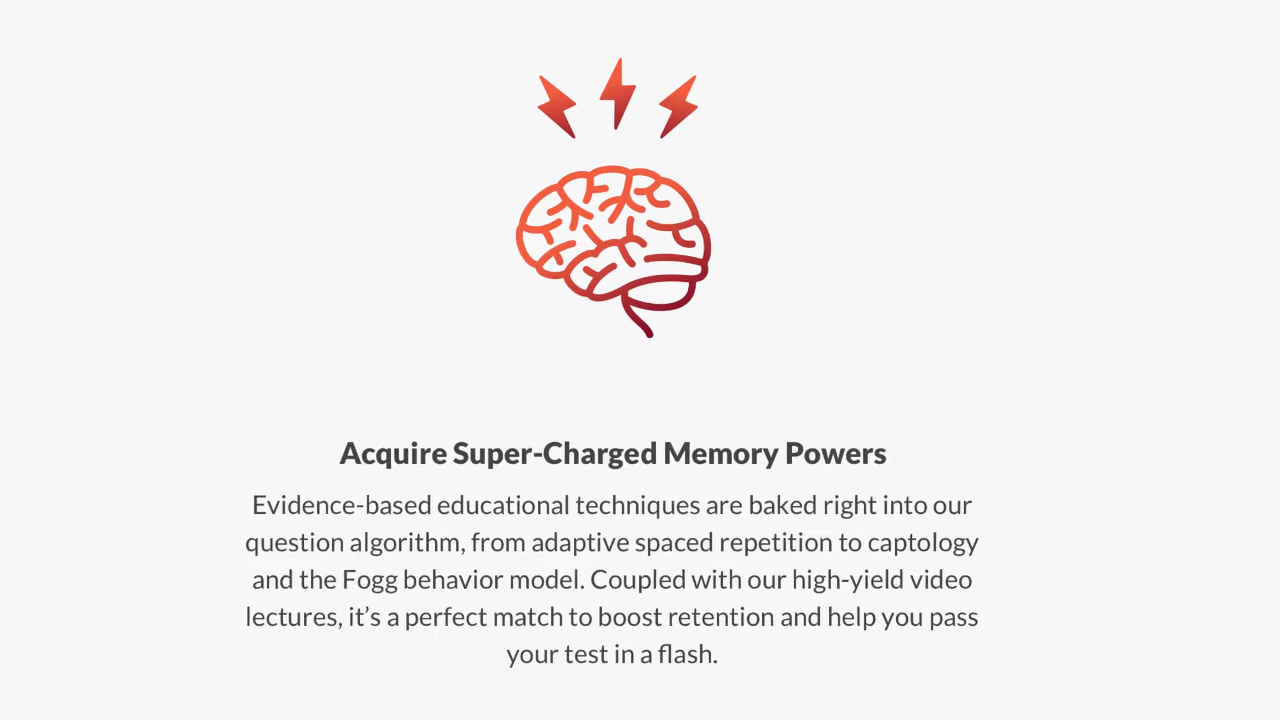 Acquire Super-Charged Memory Powers
Evidence-based educational techniques are baked right into our
question algorithm, from adaptive spaced repetition to captology
and the Fogg behavior model. Coupled with our high-yield video
lectures, it’s a perfect match to boost retention and help you pass
your test in a flash.